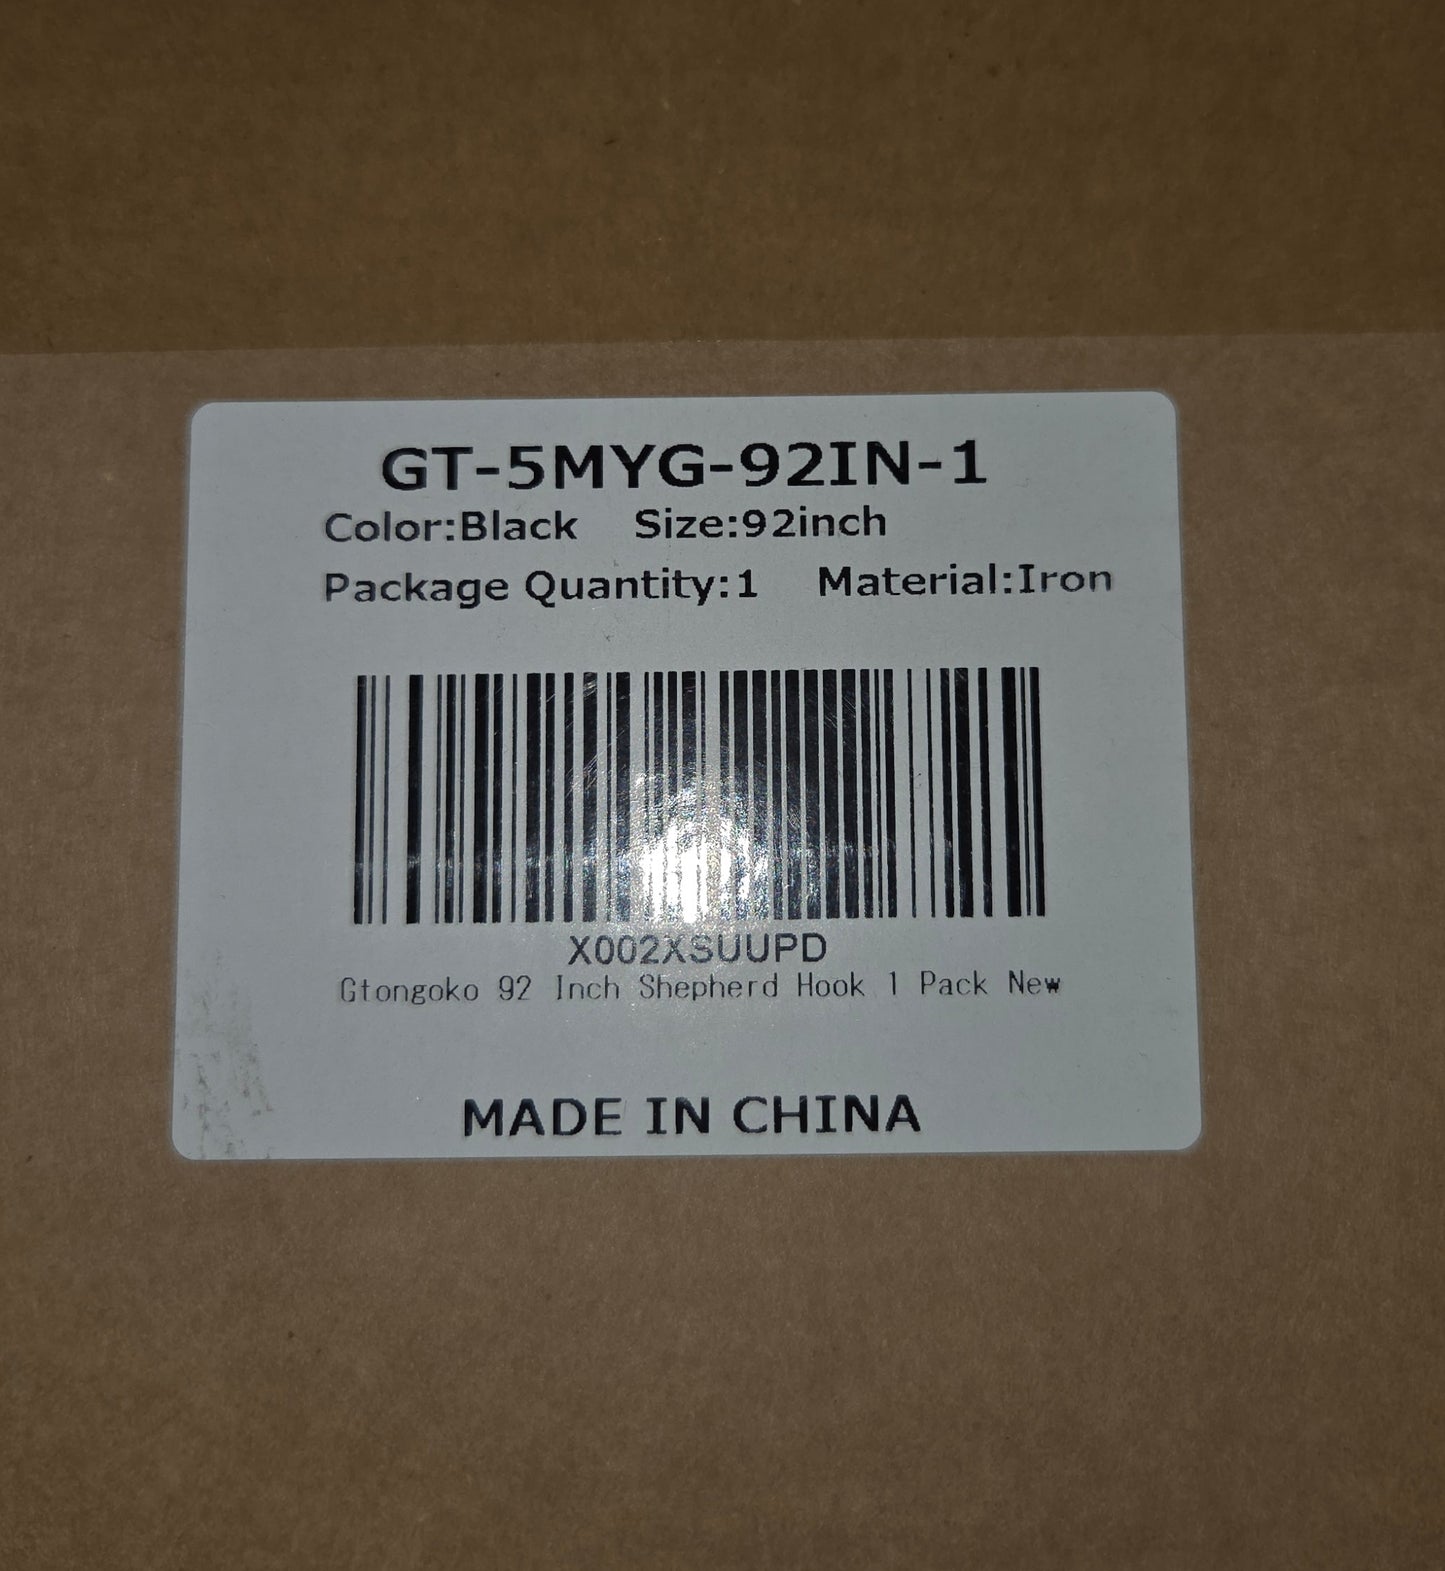 GT-5MYG-92IN-1
Color:Black Size:92inch
Package Quantity:1 Material:Iron
X002XSUUPD
Gtongoko 92 Inch Shepherd Hook 1 Pack New
MADE IN CHINA